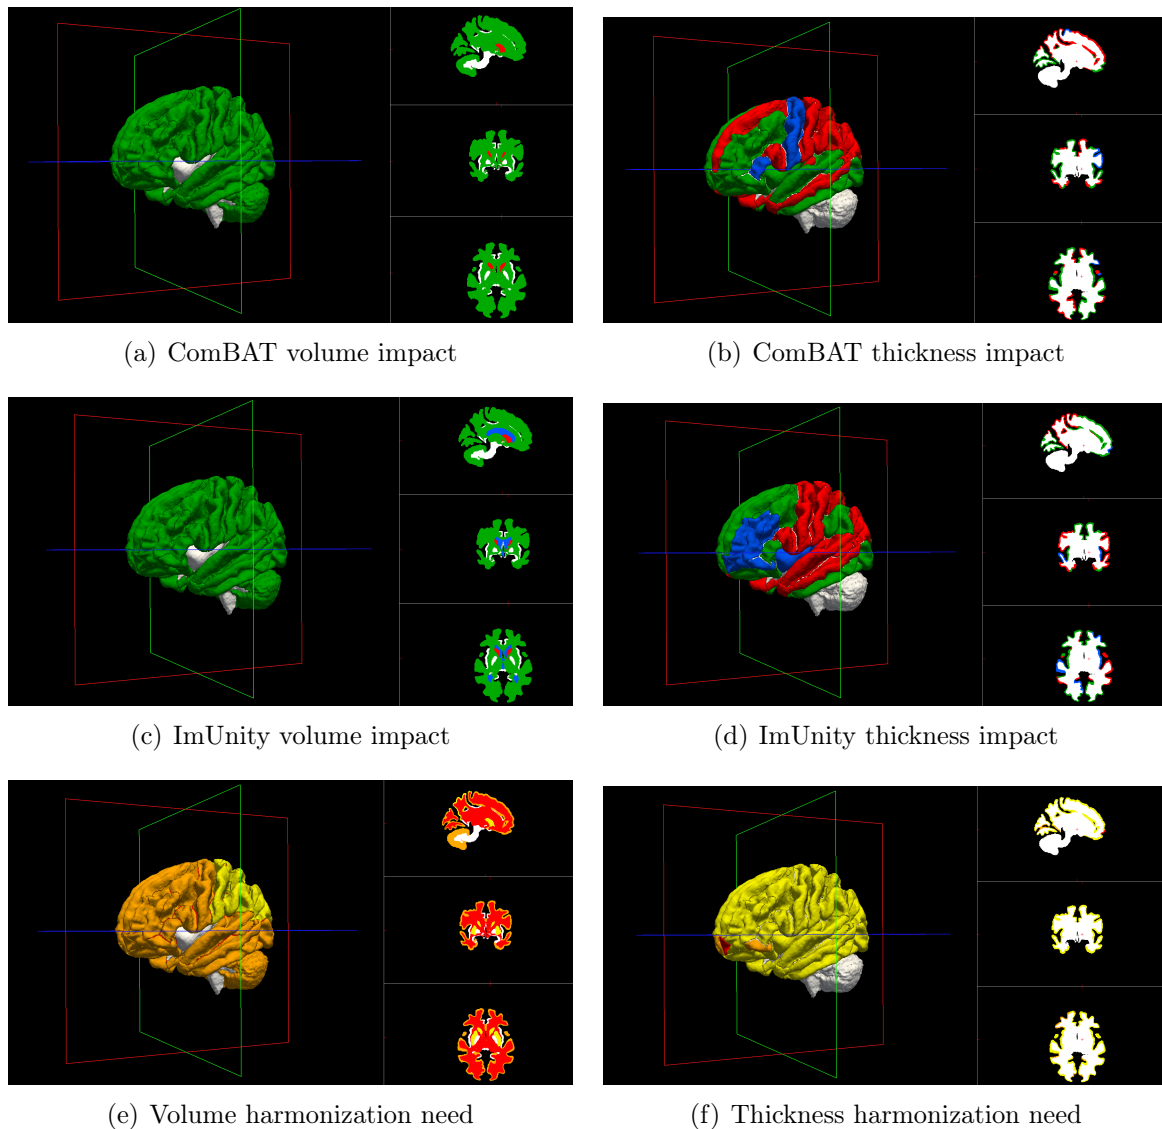 (a) ComBAT volume impact
(b) ComBAT thickness impact
(c) ImUnity volume impact
(d) ImUnity thickness impact
(e) Volume harmonization need
(f) Thickness harmonization need